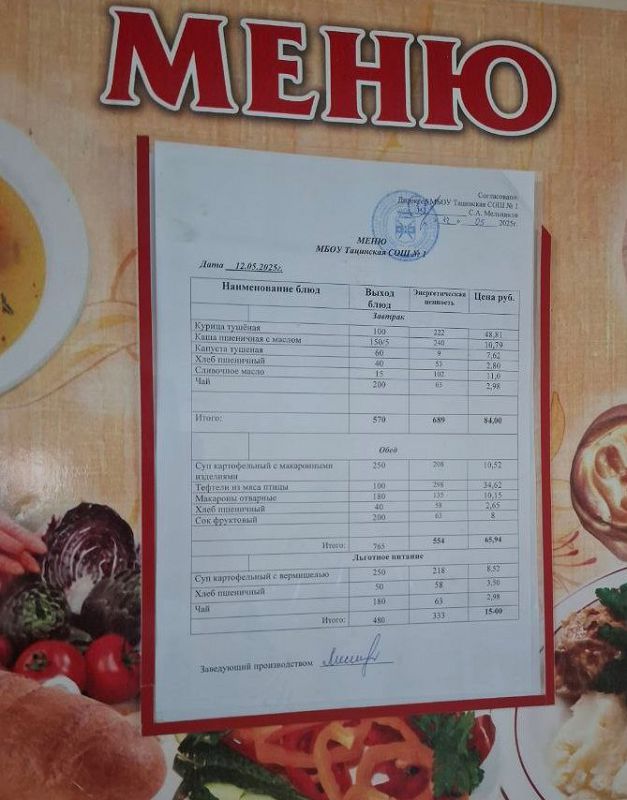 МЕНЮ
Согласовано
Директор МБОУ Тацинская СОШ № 1
С.А. Мельников
« 12 » 05 2025г.
МЕНЮ
МБОУ Тацинская СОШ № 1
Дата 12.05.2025г.
Наименование блюд Выход блюд Энергетическая ценность Цена руб.
Завтрак
Курица тушёная 100 222 48,81
Каша пшеничная с маслом 150/5 240 10,79
Капуста тушеная 60 9 7,62
Хлеб пшеничный 40 53 2,80
Сливочное масло 15 102 11,0
Чай 200 63 2,98
Итого: 570 689 84,00
Обед
Суп картофельный с макаронными изделиями 250 208 10,52
Тефтели из мяса птицы 100 298 34,62
Макароны отварные 180 135 10,15
Хлеб пшеничный 40 58 2,65
Сок фруктовый 200 63 8
Итого: 765 554 65,94
Льготное питание
Суп картофельный с вермишелью 250 218 8,52
Хлеб пшеничный 50 58 3,50
Чай 180 63 2,98
Итого: 480 333 15-00
Заведующий производством